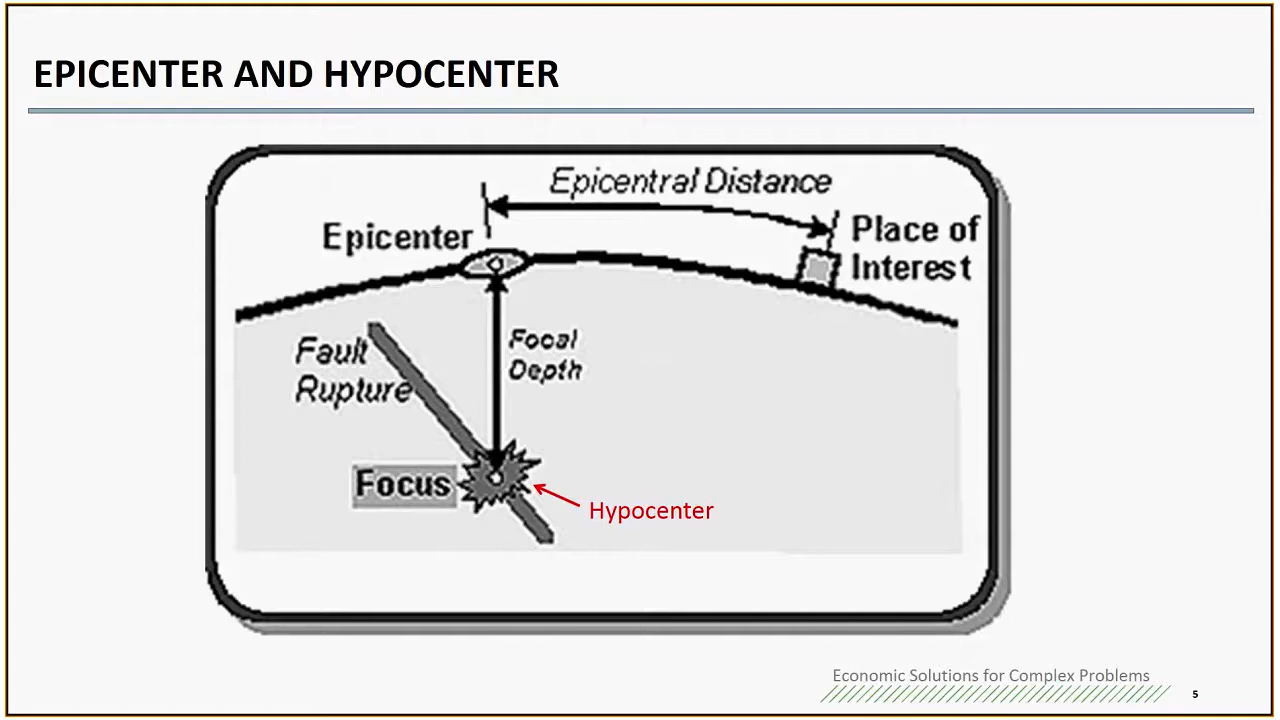 EPICENTER AND HYPOCENTER
Epicentral Distance
Epicenter
Place of
Interest
Focal
Depth
Fault
Rupture
Focus
Hypocenter
Economic Solutions for Complex Problems
5